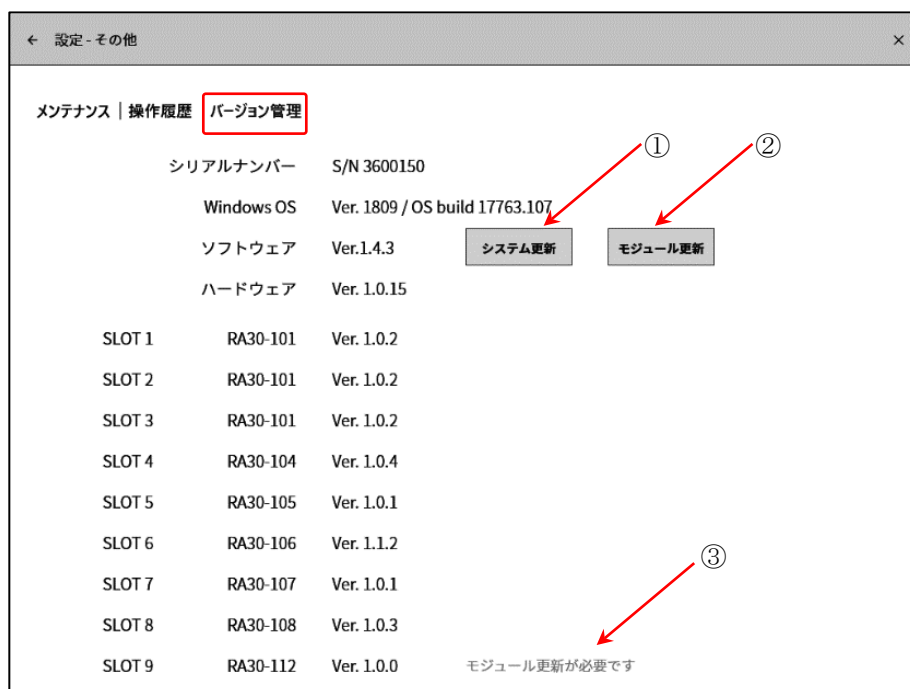 ← 設定 - その他 ×
メンテナンス | 操作履歴 バージョン管理
① ②
シリアルナンバー S/N 3600150
Windows OS Ver. 1809 / OS build 17763.107
ソフトウェア Ver.1.4.3 システム更新 モジュール更新
ハードウェア Ver. 1.0.15
SLOT 1 RA30-101 Ver. 1.0.2
SLOT 2 RA30-101 Ver. 1.0.2
SLOT 3 RA30-101 Ver. 1.0.2
SLOT 4 RA30-104 Ver. 1.0.4
SLOT 5 RA30-105 Ver. 1.0.1
SLOT 6 RA30-106 Ver. 1.1.2
③
SLOT 7 RA30-107 Ver. 1.0.1
SLOT 8 RA30-108 Ver. 1.0.3
SLOT 9 RA30-112 Ver. 1.0.0 モジュール更新が必要です